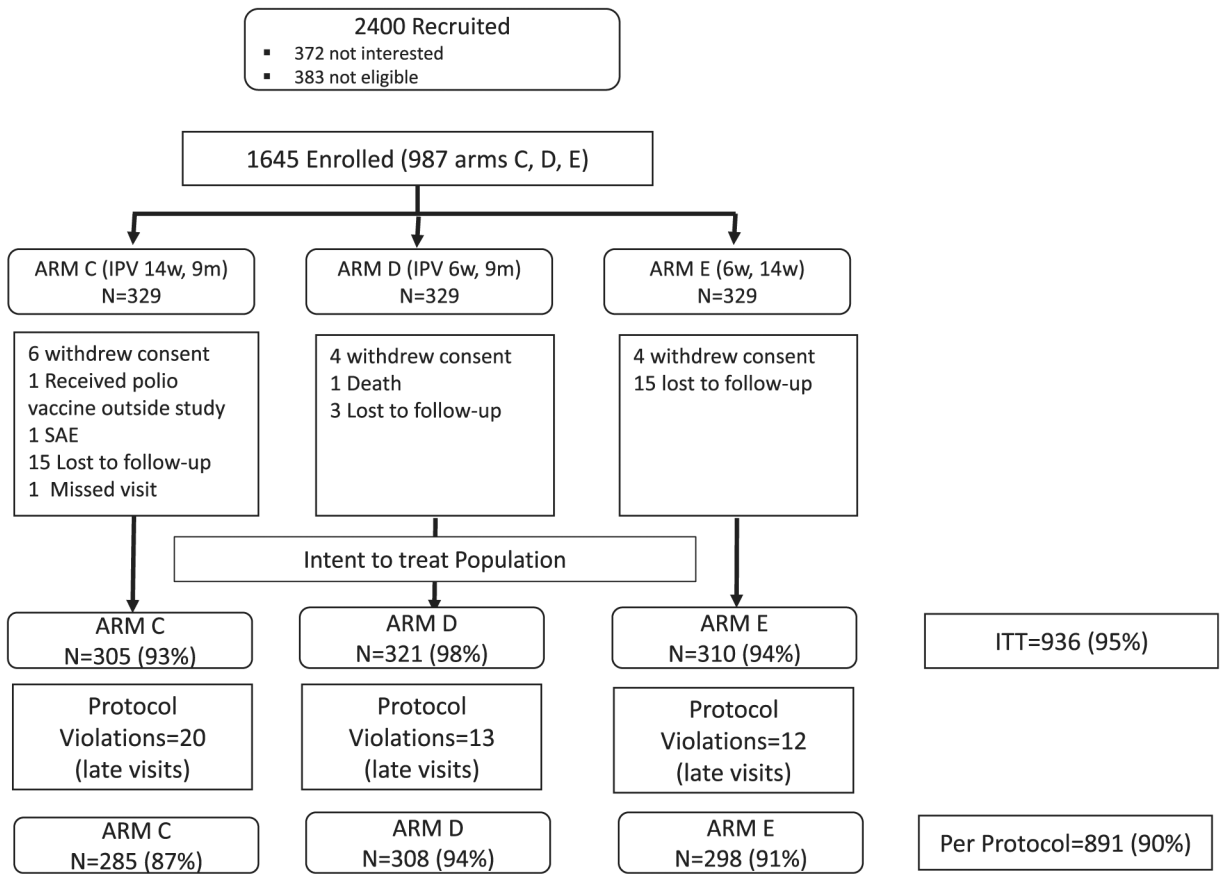 2400 Recruited
▪ 372 not interested
▪ 383 not eligible
1645 Enrolled (987 arms C, D, E)
ARM C (IPV 14w, 9m)
N=329
ARM D (IPV 6w, 9m)
N=329
ARM E (6w, 14w)
N=329
6 withdrew consent
1 Received polio
vaccine outside study
1 SAE
15 Lost to follow-up
1 Missed visit
4 withdrew consent
1 Death
3 Lost to follow-up
4 withdrew consent
15 lost to follow-up
Intent to treat Population
ARM C
N=305 (93%)
ARM D
N=321 (98%)
ARM E
N=310 (94%)
ITT=936 (95%)
Protocol
Violations=20
(late visits)
Protocol
Violations=13
(late visits)
Protocol
Violations=12
(late visits)
ARM C
N=285 (87%)
ARM D
N=308 (94%)
ARM E
N=298 (91%)
Per Protocol=891 (90%)